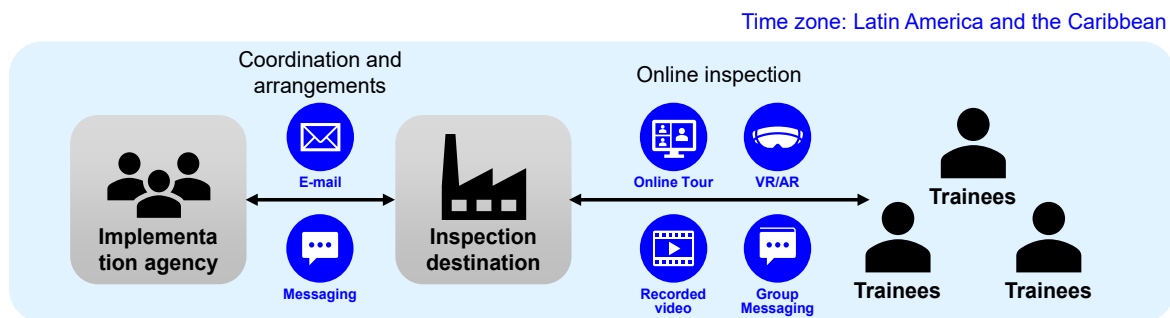 Time zone: Latin America and the Caribbean
Coordination and
arrangements
E-mail
Messaging
Implementa
tion agency
Inspection
destination
Online inspection
Online Tour
VR/AR
Recorded
video
Group
Messaging
Trainees
Trainees
Trainees